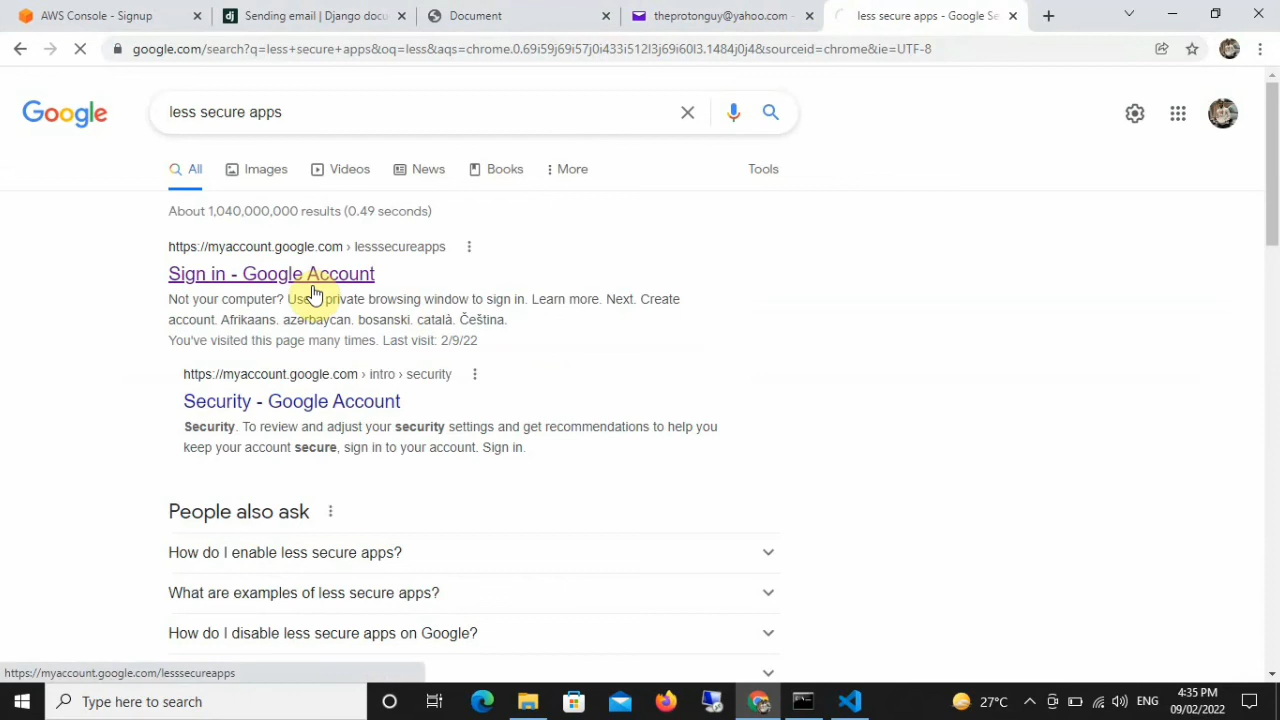 AWS Console - Signup
Sending email | Django docu
Document
theprotonguy@yahoo.com -
less secure apps - Google Se
google.com/search?q=less+secure+apps&oq=less&aqs=chrome.0.69i59j69i57j0i433i512l3j69i60l3.1484j0j4&sourceid=chrome&ie=UTF-8
Google
less secure apps
All
Images
Videos
News
Books
More
Tools
About 1,040,000,000 results (0.49 seconds)
https://myaccount.google.com › lesssecureapps
Sign in - Google Account
Not your computer? Use private browsing window to sign in. Learn more. Next. Create
account. Afrikaans. azərbaycan. bosanski. català. Čeština.
You've visited this page many times. Last visit: 2/9/22
https://myaccount.google.com › intro › security
Security - Google Account
Security. To review and adjust your security settings and get recommendations to help you
keep your account secure, sign in to your account. Sign in.
People also ask
How do I enable less secure apps?
What are examples of less secure apps?
How do I disable less secure apps on Google?
https://myaccount.google.com/lesssecureapps
Type here to search
27°C
ENG
4:35 PM
09/02/2022